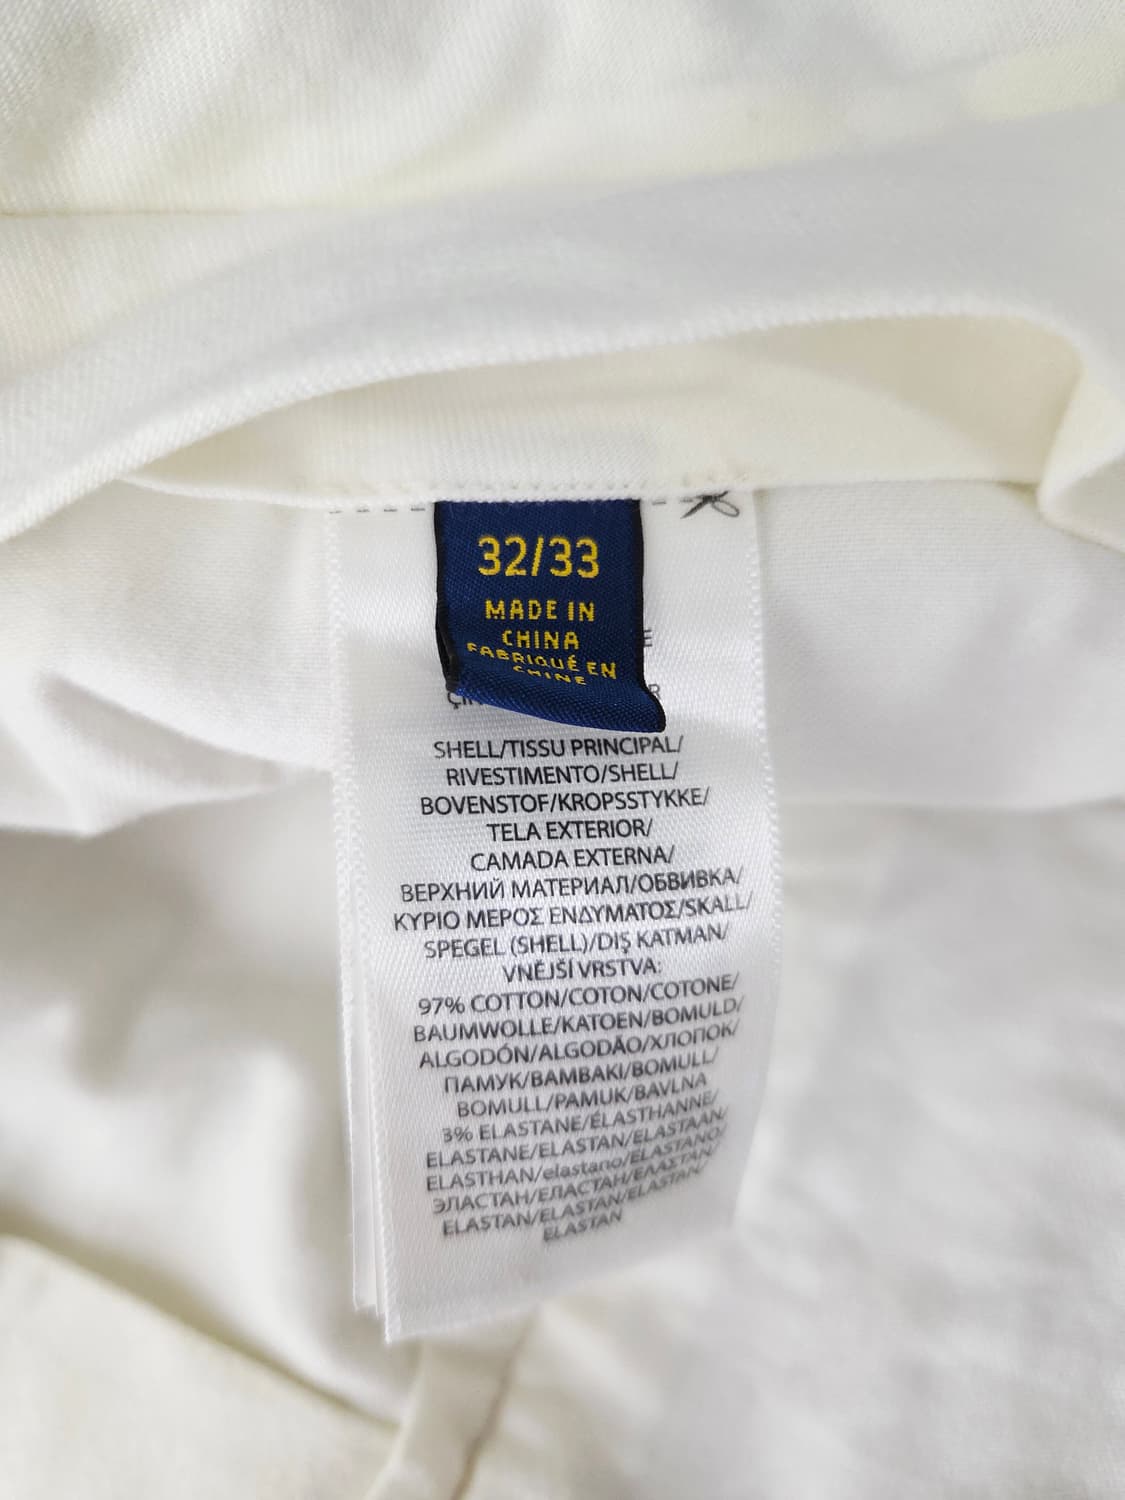 32/33
MADE IN
CHINA
FABRIQUÉ EN
CHINE
SHELL/TISSU PRINCIPAL/
RIVESTIMENTO/SHELL/
BOVENSTOF/KROPSSTYKKE/
TELA EXTERIOR/
CAMADA EXTERNA/
ВЕРХНИЙ МАТЕРИАЛ/ОБВИВКА/
ΚΥΡΙΟ ΜΕΡΟΣ ΕΝΔΥΜΑΤΟΣ/SKALL/
SPEGEL (SHELL)/DIŞ KATMAN/
VNĚJŠÍ VRSTVA:
97% COTTON/COTON/COTONE/
BAUMWOLLE/KATOEN/BOMULD/
ALGODÓN/ALGODÃO/ХЛОПОК/
ПАМУК/ΒΑΜΒΑΚΙ/BOMULL/
BOMULL/PAMUK/BAVLNA
3% ELASTANE/ÉLASTHANNE/
ELASTANE/ELASTAN/ELASTAAN/
ELASTHAN/elastano/ELASTANO/
ЭЛАСТАН/ЕЛАСТАН/ΕΛΑΣΤΑΝ/
ELASTAN/ELASTAN/ELASTAN/
ELASTAN